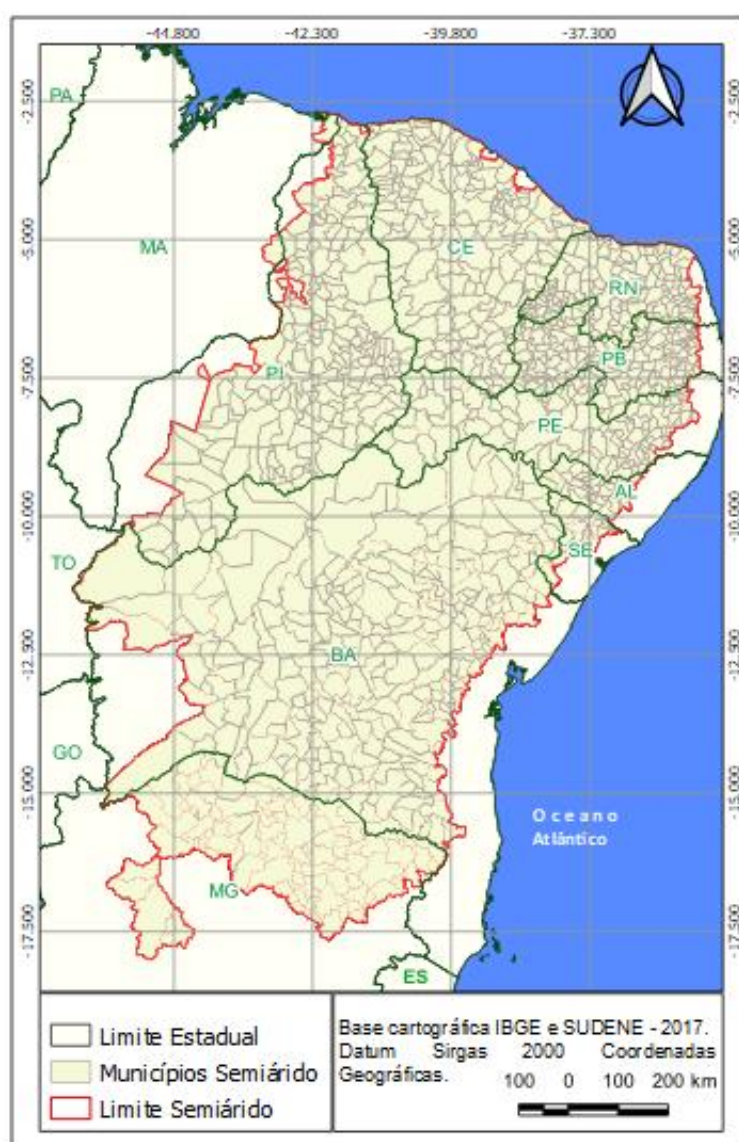 -44.800 -42.300 -39.800 -37.300
-2.500 -2.500
PA
MA
CE
-5.000 -5.000
RN
PB
PI
-7.500 -7.500
PE
AL
-10.000 -10.000
TO
SE
BA
-12.500 -12.500
GO
-15.000 -15.000
Oceano
Atlântico
MG
-17.500 -17.500
ES
Limite Estadual
Municípios Semiárido
Limite Semiárido
Base cartográfica IBGE e SUDENE - 2017.
Datum Sirgas 2000 Coordenadas
Geográficas.
100 0 100 200 km